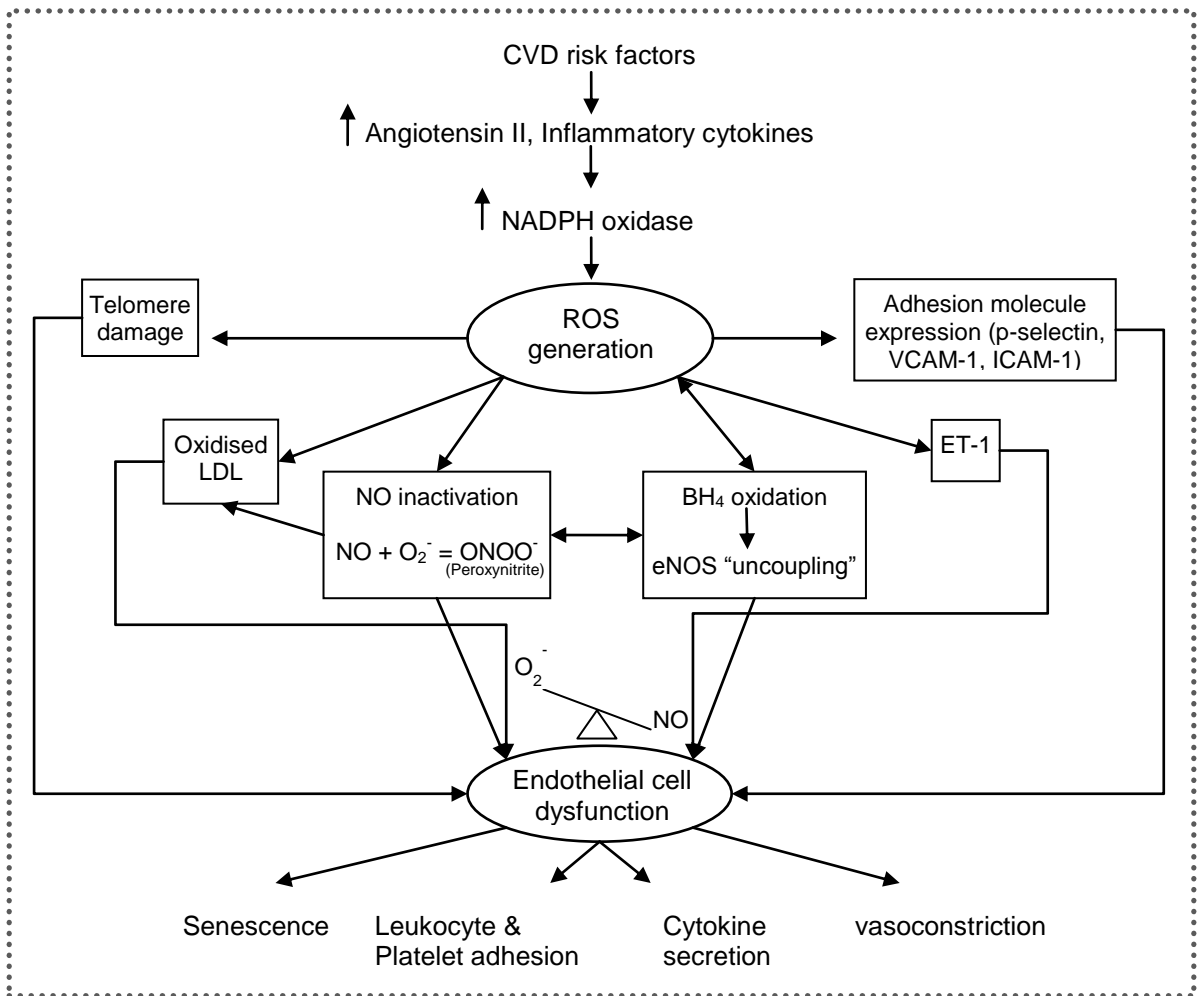 CVD risk factors
Angiotensin II, Inflammatory cytokines
NADPH oxidase
Telomere
damage
ROS
generation
Adhesion molecule
expression (p-selectin,
VCAM-1, ICAM-1)
Oxidised
LDL
NO inactivation
NO + O₂⁻ = ONOO⁻
(Peroxynitrite)
BH₄ oxidation
eNOS “uncoupling”
ET-1
O₂⁻
NO
Endothelial cell
dysfunction
Senescence
Leukocyte &
Platelet adhesion
Cytokine
secretion
vasoconstriction